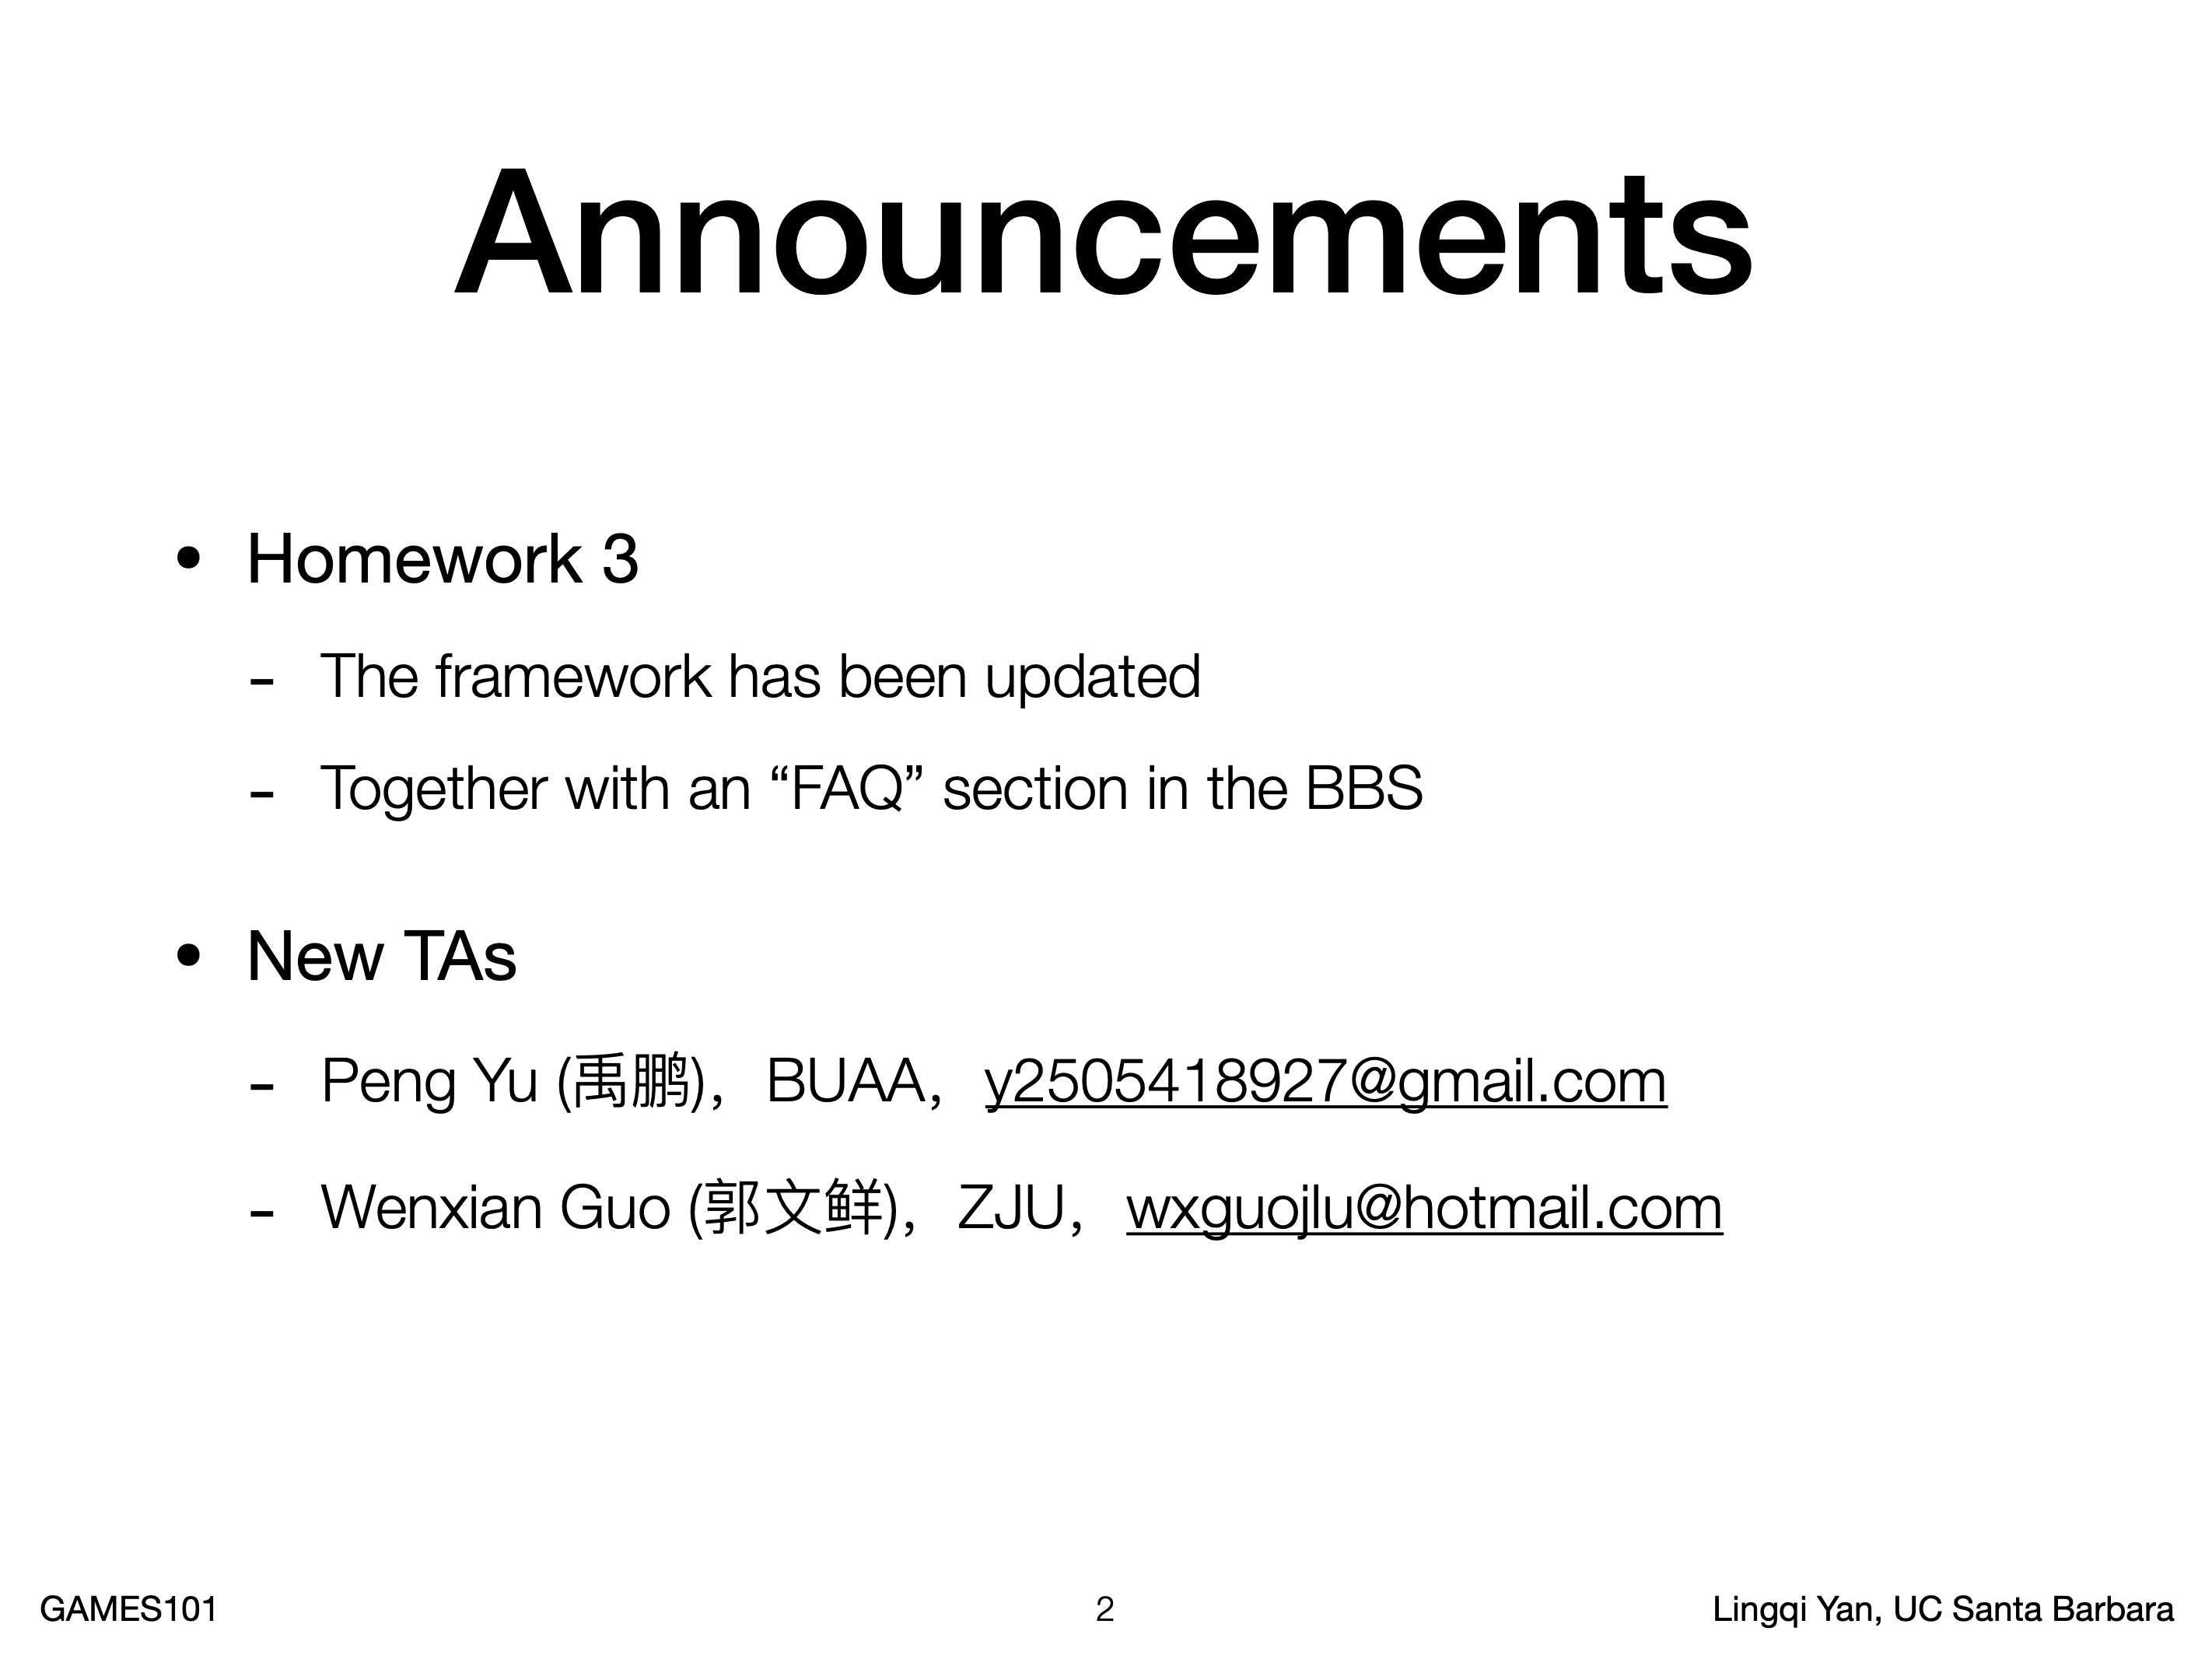 Announcements
• Homework 3
- The framework has been updated
- Together with an “FAQ” section in the BBS
• New TAs
- Peng Yu (禹鹏)， BUAA， y2505418927@gmail.com
- Wenxian Guo (郭文鲜)， ZJU， wxguojlu@hotmail.com
GAMES101 2 Lingqi Yan, UC Santa Barbara